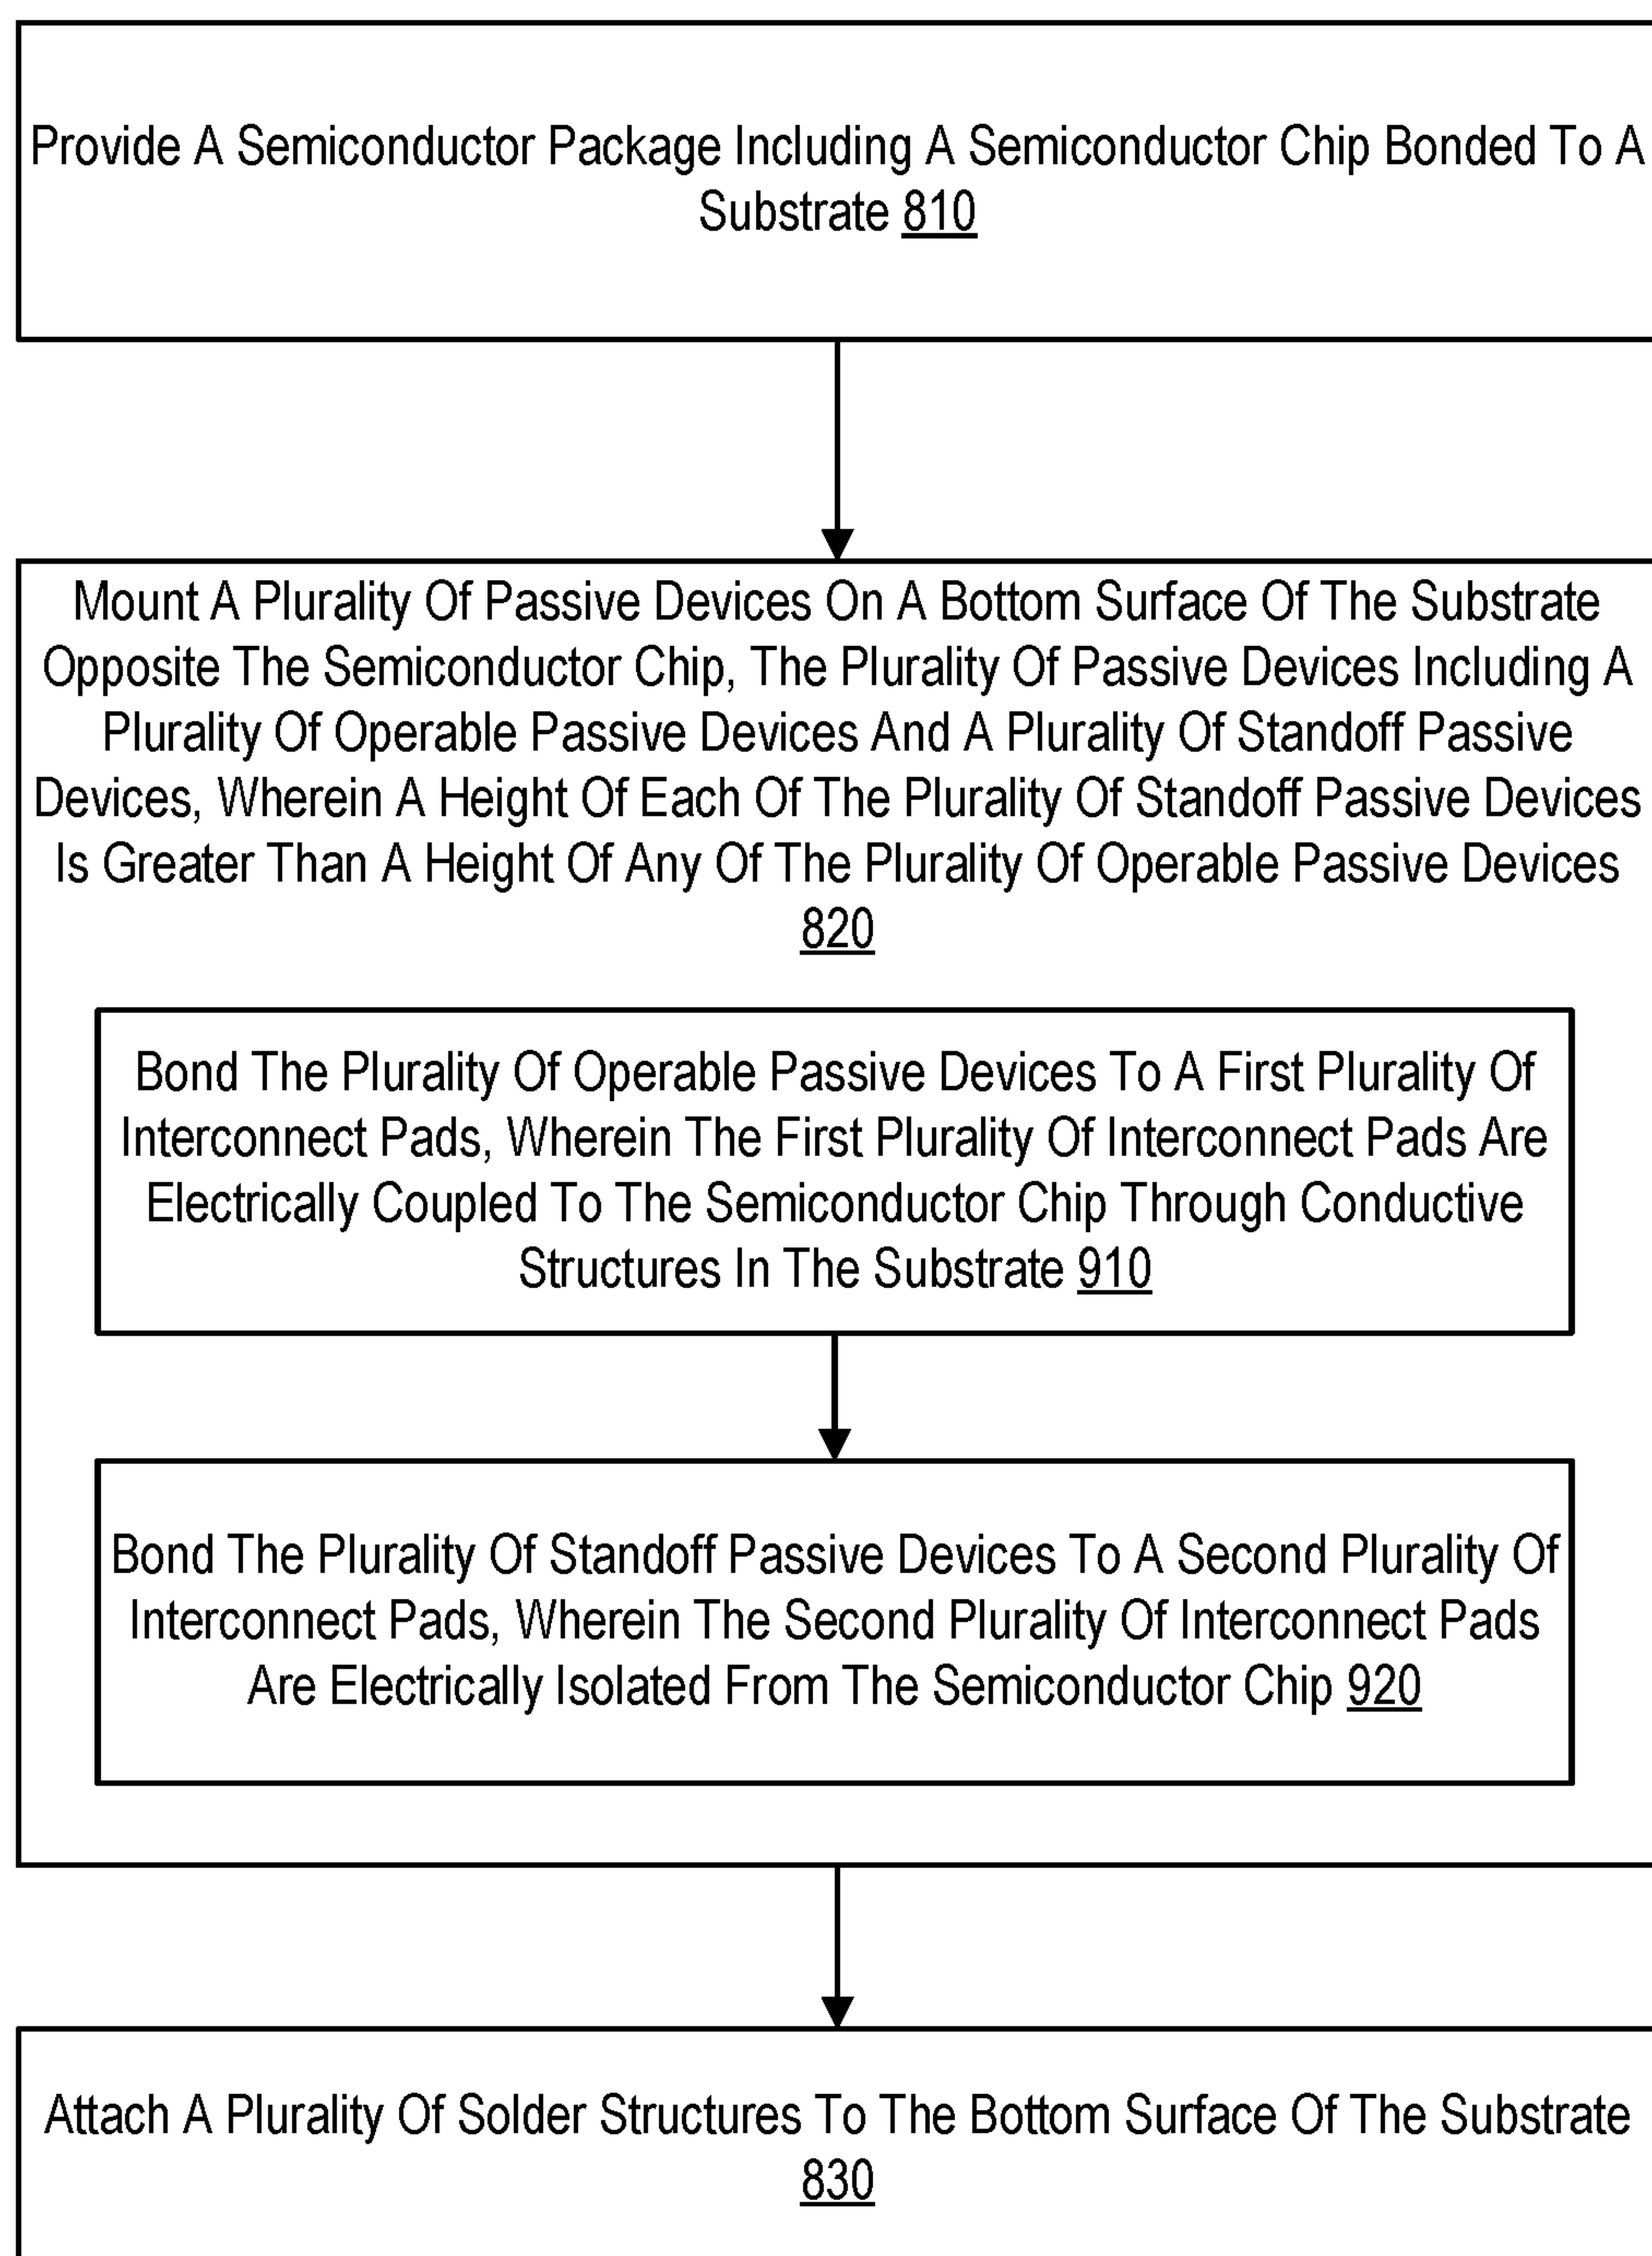 Provide A Semiconductor Package Including A Semiconductor Chip Bonded To A
Substrate 810
Mount A Plurality Of Passive Devices On A Bottom Surface Of The Substrate
Opposite The Semiconductor Chip, The Plurality Of Passive Devices Including A
Plurality Of Operable Passive Devices And A Plurality Of Standoff Passive
Devices, Wherein A Height Of Each Of The Plurality Of Standoff Passive Devices
Is Greater Than A Height Of Any Of The Plurality Of Operable Passive Devices
820
Bond The Plurality Of Operable Passive Devices To A First Plurality Of
Interconnect Pads, Wherein The First Plurality Of Interconnect Pads Are
Electrically Coupled To The Semiconductor Chip Through Conductive
Structures In The Substrate 910
Bond The Plurality Of Standoff Passive Devices To A Second Plurality Of
Interconnect Pads, Wherein The Second Plurality Of Interconnect Pads
Are Electrically Isolated From The Semiconductor Chip 920
Attach A Plurality Of Solder Structures To The Bottom Surface Of The Substrate
830